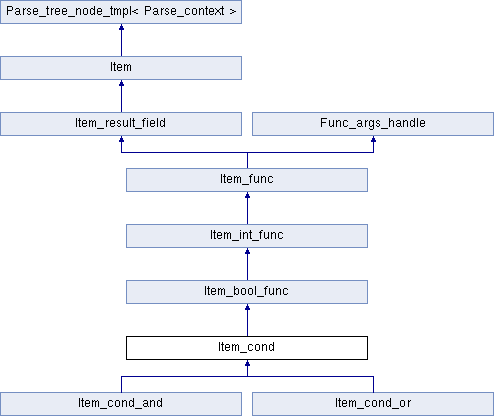 Parse_tree_node_tmpl< Parse_context >
Item
Item_result_field
Func_args_handle
Item_func
Item_int_func
Item_bool_func
Item_cond
Item_cond_and
Item_cond_or